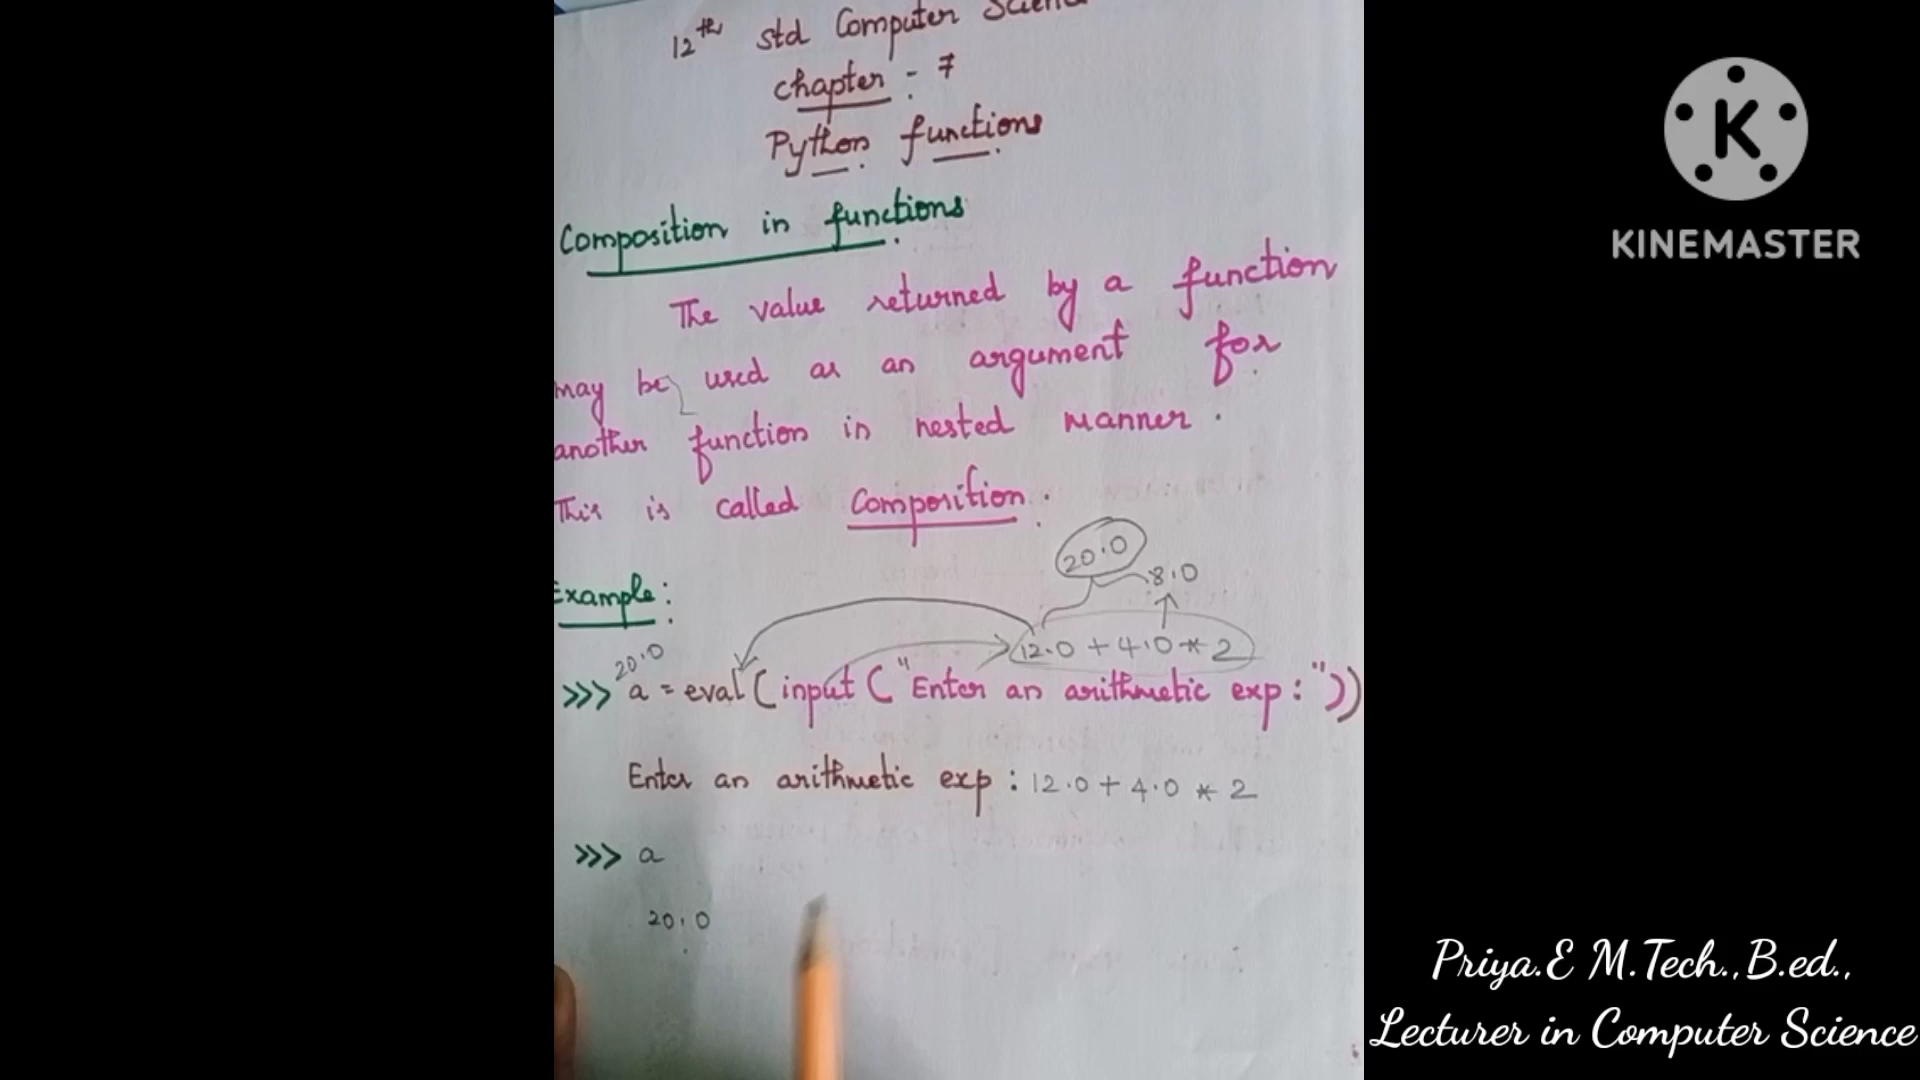 12th std Computer
chapter : 7
Python functions
Composition in functions
The value returned by a function
may be used as an argument for
another function in nested manner.
This is called Composition.
20.0
8.0
Example:
20.0
12.0 + 4.0 * 2
>>> a = eval (input ("Enter an arithmetic exp : "))
Enter an arithmetic exp : 12.0 + 4.0 * 2
>>> a
20.0
K
KINEMASTER
Priya.E M.Tech.,B.ed.,
Lecturer in Computer Science